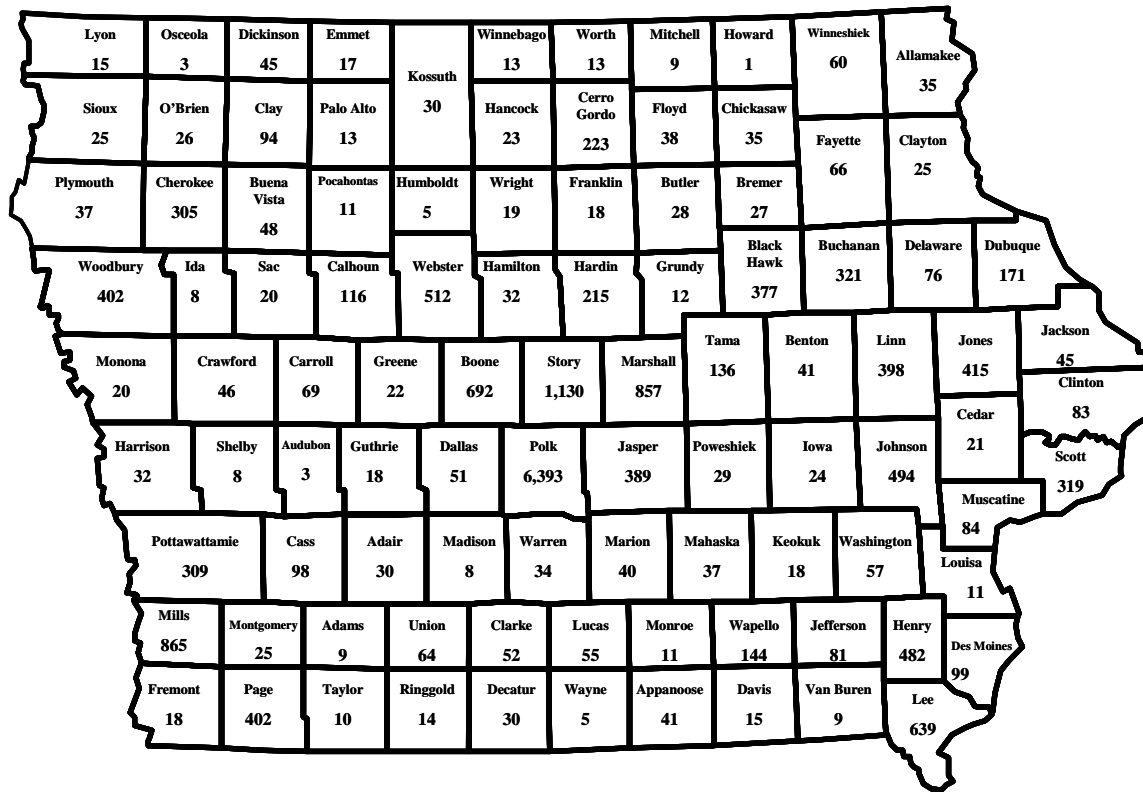 Lyon
15
Osceola
3
Dickinson
45
Emmet
17
Kossuth
30
Winnebago
13
Worth
13
Mitchell
9
Howard
1
Winneshiek
60
Allamakee
35
Sioux
25
O’Brien
26
Clay
94
Palo Alto
13
Hancock
23
Cerro
Gordo
223
Floyd
38
Chickasaw
35
Fayette
66
Clayton
25
Plymouth
37
Cherokee
305
Buena
Vista
48
Pocahontas
11
Humboldt
5
Wright
19
Franklin
18
Butler
28
Bremer
27
Woodbury
402
Ida
8
Sac
20
Calhoun
116
Webster
512
Hamilton
32
Hardin
215
Grundy
12
Black
Hawk
377
Buchanan
321
Delaware
76
Dubuque
171
Monona
20
Crawford
46
Carroll
69
Greene
22
Boone
692
Story
1,130
Marshall
857
Tama
136
Benton
41
Linn
398
Jones
415
Jackson
45
Clinton
83
Cedar
21
Harrison
32
Shelby
8
Audubon
3
Guthrie
18
Dallas
51
Polk
6,393
Jasper
389
Poweshiek
29
Iowa
24
Johnson
494
Scott
319
Muscatine
84
Pottawattamie
309
Cass
98
Adair
30
Madison
8
Warren
34
Marion
40
Mahaska
37
Keokuk
18
Washington
57
Louisa
11
Mills
865
Montgomery
25
Adams
9
Union
64
Clarke
52
Lucas
55
Monroe
11
Wapello
144
Jefferson
81
Henry
482
Des Moines
99
Fremont
18
Page
402
Taylor
10
Ringgold
14
Decatur
30
Wayne
5
Appanoose
41
Davis
15
Van Buren
9
Lee
639